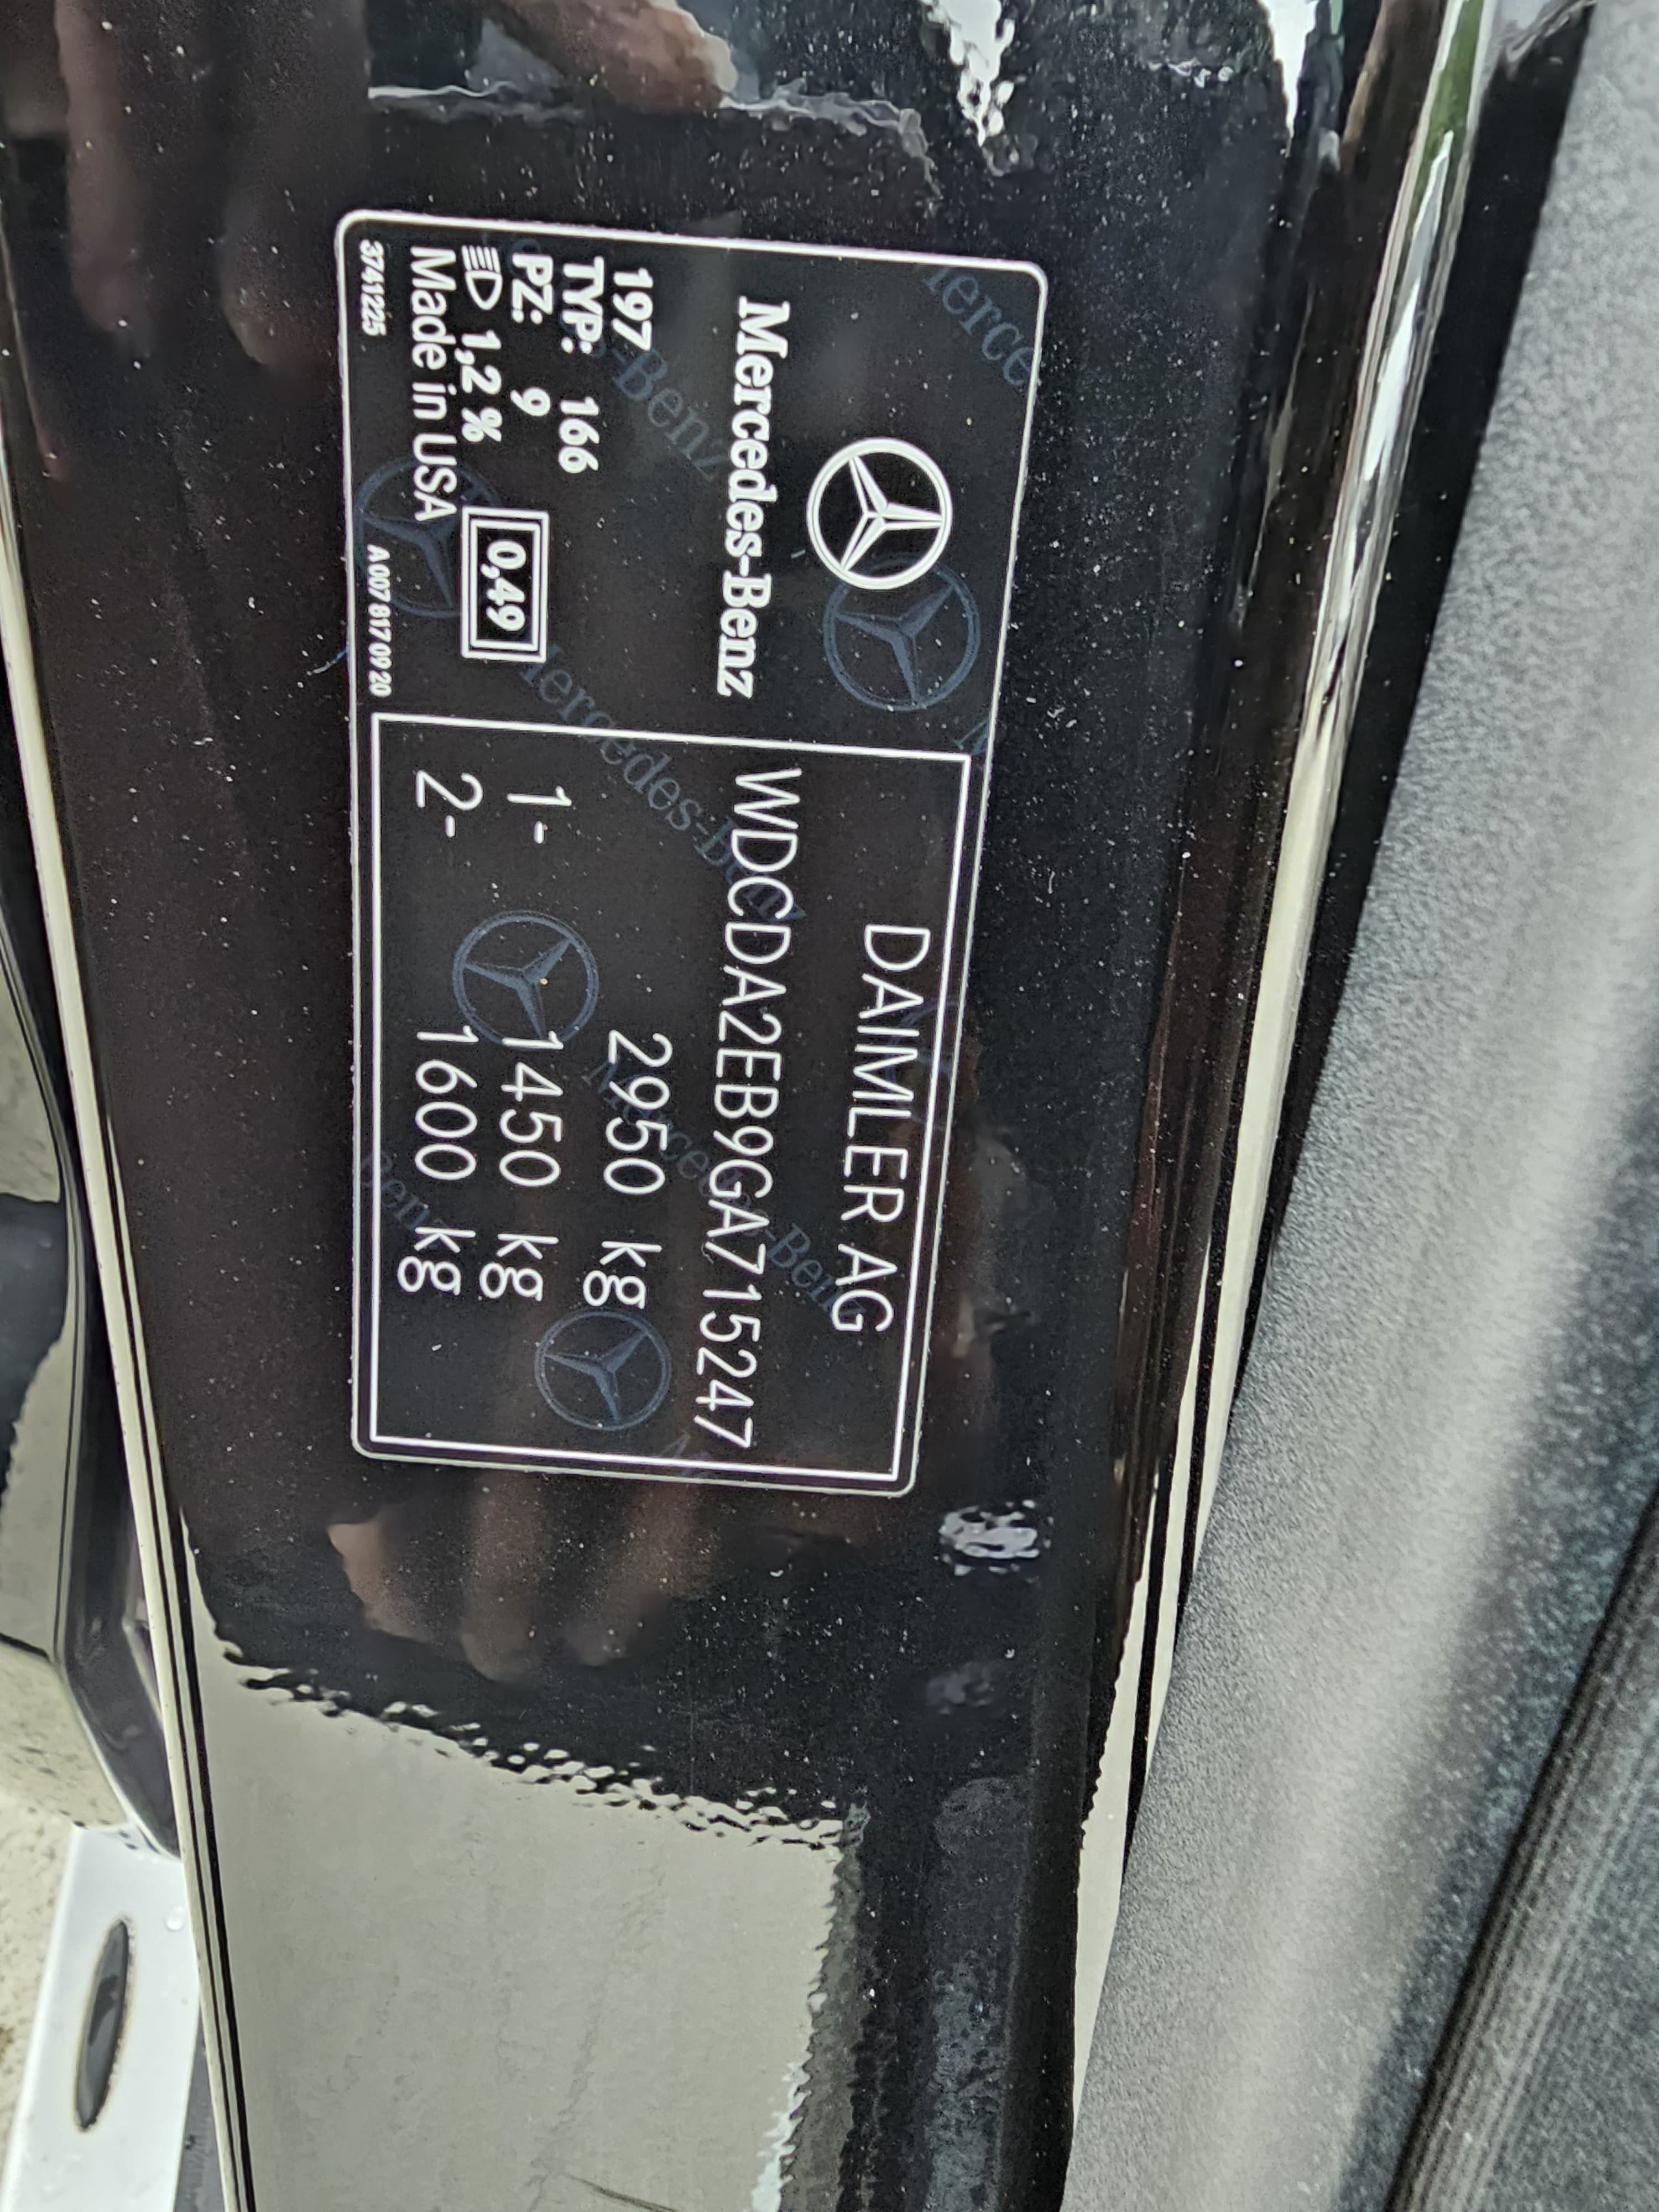 Mercedes-Benz
197
TYP: 166
PZ: 9
1,2 %
0,49
Made in USA
3741225
A 007 817 09 20
DAIMLER AG
WDCDA2EB9GA715247
2950 kg
1- 1450 kg
2- 1600 kg